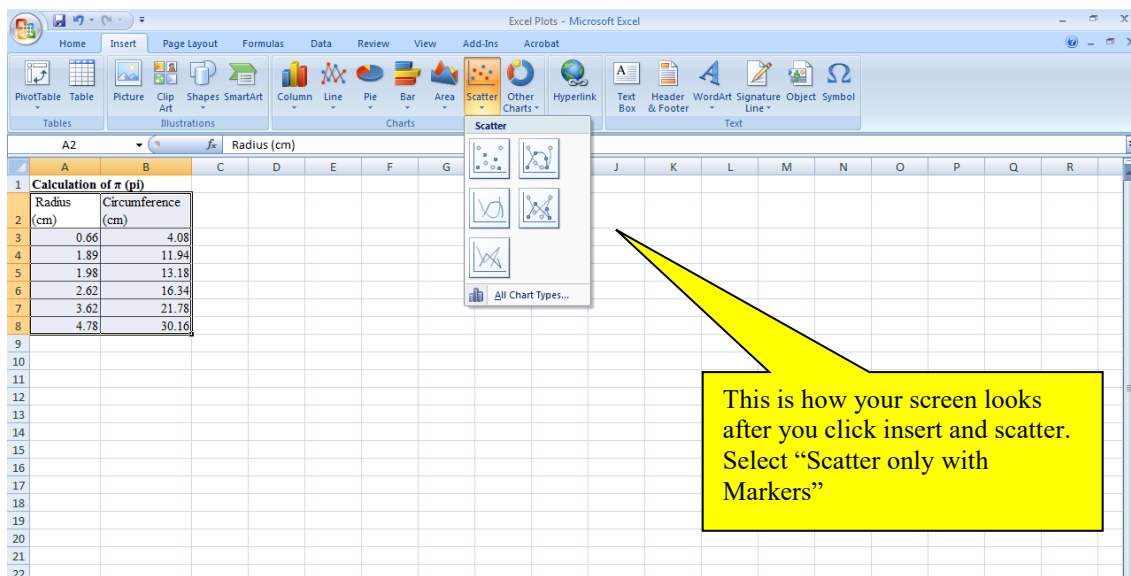 Excel Plots - Microsoft Excel
Home Insert Page Layout Formulas Data Review View Add-Ins Acrobat
PivotTable Table Picture Clip Art Shapes SmartArt Column Line Pie Bar Area Scatter Other Charts Hyperlink Text Box Header & Footer WordArt Signature Line Object Symbol
Tables Illustrations Charts Text
A2 fx Radius (cm)
Scatter
All Chart Types...
A B C D E F G J K L M N O P Q R
1 Calculation of π (pi)
2 Radius (cm) Circumference (cm)
3 0.66 4.08
4 1.89 11.94
5 1.98 13.18
6 2.62 16.34
7 3.62 21.78
8 4.78 30.16
9
10
11
12
13
14
15
16
17
18
19
20
21
22
This is how your screen looks
after you click insert and scatter.
Select “Scatter only with
Markers”